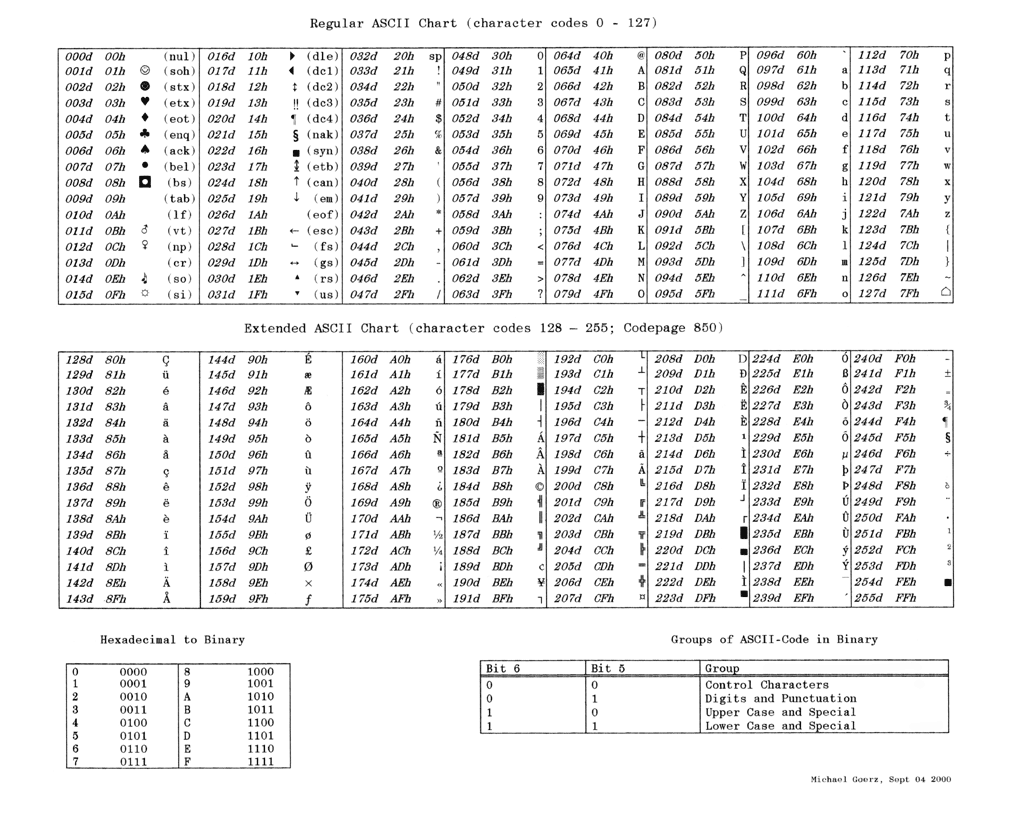 Regular ASCII Chart (character codes 0 - 127)
000d 00h (nul) 016d 10h ► (dle) 032d 20h sp 048d 30h 0 064d 40h @ 080d 50h P 096d 60h ` 112d 70h p
001d 01h ☺ (soh) 017d 11h ◄ (dc1) 033d 21h ! 049d 31h 1 065d 41h A 081d 51h Q 097d 61h a 113d 71h q
002d 02h ☻ (stx) 018d 12h ↕ (dc2) 034d 22h " 050d 32h 2 066d 42h B 082d 52h R 098d 62h b 114d 72h r
003d 03h ♥ (etx) 019d 13h ‼ (dc3) 035d 23h # 051d 33h 3 067d 43h C 083d 53h S 099d 63h c 115d 73h s
004d 04h ♦ (eot) 020d 14h ¶ (dc4) 036d 24h $ 052d 34h 4 068d 44h D 084d 54h T 100d 64h d 116d 74h t
005d 05h ♣ (enq) 021d 15h § (nak) 037d 25h % 053d 35h 5 069d 45h E 085d 55h U 101d 65h e 117d 75h u
006d 06h ♠ (ack) 022d 16h ■ (syn) 038d 26h & 054d 36h 6 070d 46h F 086d 56h V 102d 66h f 118d 76h v
007d 07h • (bel) 023d 17h ↨ (etb) 039d 27h ' 055d 37h 7 071d 47h G 087d 57h W 103d 67h g 119d 77h w
008d 08h ◘ (bs) 024d 18h ↑ (can) 040d 28h ( 056d 38h 8 072d 48h H 088d 58h X 104d 68h h 120d 78h x
009d 09h (tab) 025d 19h ↓ (em) 041d 29h ) 057d 39h 9 073d 49h I 089d 59h Y 105d 69h i 121d 79h y
010d 0Ah (lf) 026d 1Ah (eof) 042d 2Ah * 058d 3Ah : 074d 4Ah J 090d 5Ah Z 106d 6Ah j 122d 7Ah z
011d 0Bh ♂ (vt) 027d 1Bh ← (esc) 043d 2Bh + 059d 3Bh ; 075d 4Bh K 091d 5Bh [ 107d 6Bh k 123d 7Bh {
012d 0Ch ♀ (np) 028d 1Ch ∟ (fs) 044d 2Ch , 060d 3Ch < 076d 4Ch L 092d 5Ch \ 108d 6Ch l 124d 7Ch |
013d 0Dh (cr) 029d 1Dh ↔ (gs) 045d 2Dh - 061d 3Dh = 077d 4Dh M 093d 5Dh ] 109d 6Dh m 125d 7Dh }
014d 0Eh ♫ (so) 030d 1Eh ▲ (rs) 046d 2Eh . 062d 3Eh > 078d 4Eh N 094d 5Eh ^ 110d 6Eh n 126d 7Eh ~
015d 0Fh ☼ (si) 031d 1Fh ▼ (us) 047d 2Fh / 063d 3Fh ? 079d 4Fh O 095d 5Fh _ 111d 6Fh o 127d 7Fh ⌂
Extended ASCII Chart (character codes 128 – 255; Codepage 850)
128d 80h Ç 144d 90h É 160d A0h á 176d B0h ░ 192d C0h └ 208d D0h 224d E0h Ó 240d F0h -
129d 81h ü 145d 91h æ 161d A1h í 177d B1h ▒ 193d C1h ┴ 209d D1h Ð 225d E1h ß 241d F1h ±
130d 82h é 146d 92h Æ 162d A2h ó 178d B2h 194d C2h ┬ 210d D2h Ê 226d E2h Ô 242d F2h
131d 83h â 147d 93h ô 163d A3h ú 179d B3h │ 195d C3h ├ 211d D3h Ë 227d E3h Ò 243d F3h ¾
132d 84h ä 148d 94h ö 164d A4h ñ 180d B4h ┤ 196d C4h ─ 212d D4h È 228d E4h õ 244d F4h ¶
133d 85h à 149d 95h ò 165d A5h Ñ 181d B5h Á 197d C5h ┼ 213d D5h 229d E5h Õ 245d F5h §
134d 86h å 150d 96h û 166d A6h ª 182d B6h Â 198d C6h ã 214d D6h Í 230d E6h µ 246d F6h ÷
135d 87h ç 151d 97h ù 167d A7h º 183d B7h À 199d C7h Ã 215d D7h Î 231d E7h þ 247d F7h
136d 88h ê 152d 98h ÿ 168d A8h ¿ 184d B8h © 200d C8h ╚ 216d D8h Ï 232d E8h Þ 248d F8h
137d 89h ë 153d 99h Ö 169d A9h ® 185d B9h ╣ 201d C9h ╔ 217d D9h ┘ 233d E9h Ú 249d F9h
138d 8Ah è 154d 9Ah Ü 170d AAh ¬ 186d BAh ║ 202d CAh ╩ 218d DAh ┌ 234d EAh Û 250d FAh ·
139d 8Bh ï 155d 9Bh ø 171d ABh ½ 187d BBh ╗ 203d CBh ╦ 219d DBh █ 235d EBh Ù 251d FBh ¹
140d 8Ch î 156d 9Ch £ 172d ACh ¼ 188d BCh ╝ 204d CCh ╠ 220d DCh ▄ 236d ECh ý 252d FCh ²
141d 8Dh ì 157d 9Dh Ø 173d ADh ¡ 189d BDh c 205d CDh ═ 221d DDh | 237d EDh Ý 253d FDh ³
142d 8Eh Ä 158d 9Eh × 174d AEh « 190d BEh ¥ 206d CEh ╬ 222d DEh Ì 238d EEh ¯ 254d FEh ■
143d 8Fh Å 159d 9Fh ƒ 175d AFh » 191d BFh ┐ 207d CFh ¤ 223d DFh ▀ 239d EFh ´ 255d FFh
Hexadecimal to Binary
0 0000 8 1000
1 0001 9 1001
2 0010 A 1010
3 0011 B 1011
4 0100 C 1100
5 0101 D 1101
6 0110 E 1110
7 0111 F 1111
Groups of ASCII-Code in Binary
Bit 6 Bit 5 Group
0 0 Control Characters
0 1 Digits and Punctuation
1 0 Upper Case and Special
1 1 Lower Case and Special
Michael Goerz, Sept 04 2000